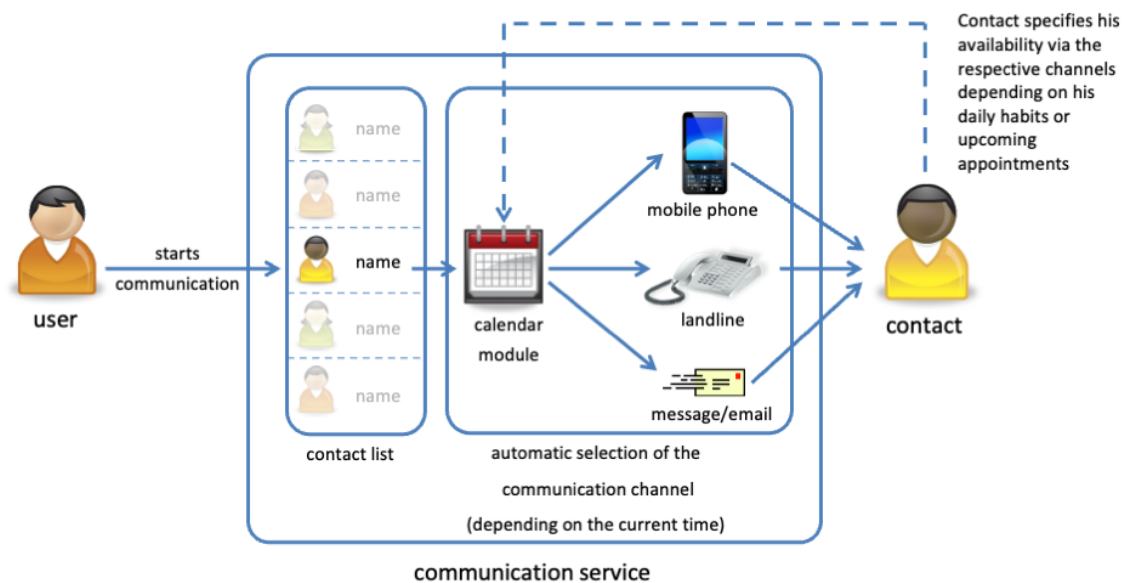 Contact specifies his
availability via the
respective channels
depending on his
daily habits or
upcoming
appointments
name
name
name
name
name
starts
communication
user
contact list
calendar
module
mobile phone
landline
message/email
contact
automatic selection of the
communication channel
(depending on the current time)
communication service